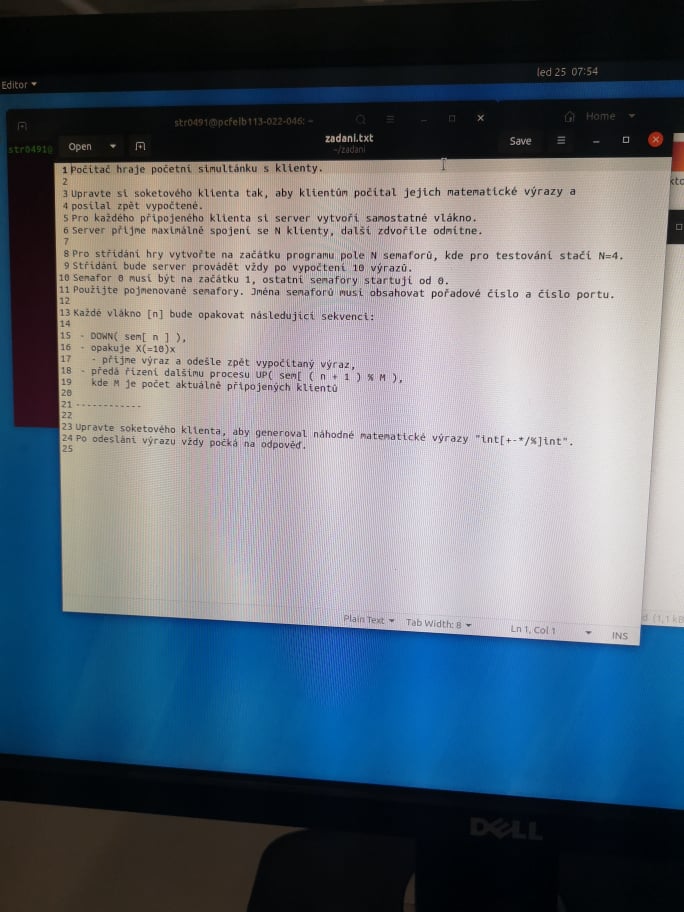 Editor
led 25 07:54
str0491@pcfelb113-022-046: ~
Home
str0491@
Open
zadani.txt
~/zadani
Save
1 Počítač hraje početní simultánku s klienty.
2
3 Upravte si soketového klienta tak, aby klientům počítal jejich matematické výrazy a
4 posílal zpět vypočtené.
5 Pro každého připojeného klienta si server vytvoří samostatné vlákno.
6 Server přijme maximálně spojení se N klienty, další zdvořile odmítne.
7
8 Pro střídání hry vytvořte na začátku programu pole N semaforů, kde pro testování stačí N=4.
9 Střídání bude server provádět vždy po vypočtení 10 výrazů.
10 Semafor 0 musí být na začátku 1, ostatní semafory startují od 0.
11 Použijte pojmenované semafory. Jména semaforů musí obsahovat pořadové číslo a číslo portu.
12
13 Každé vlákno [n] bude opakovat následující sekvenci:
14
15 - DOWN( sem[ n ] ),
16 - opakuje X(=10)x
17 - přijme výraz a odešle zpět vypočítaný výraz,
18 - předá řízení dalšímu procesu UP( sem[ ( n + 1 ) % M ),
19 kde M je počet aktuálně připojených klientů
20
21 ------------
22
23 Upravte soketového klienta, aby generoval náhodné matematické výrazy "int[+-*/%]int".
24 Po odeslání výrazu vždy počká na odpověď.
25
Plain Text
Tab Width: 8
Ln 1, Col 1
INS
(1,1 kB
DELL